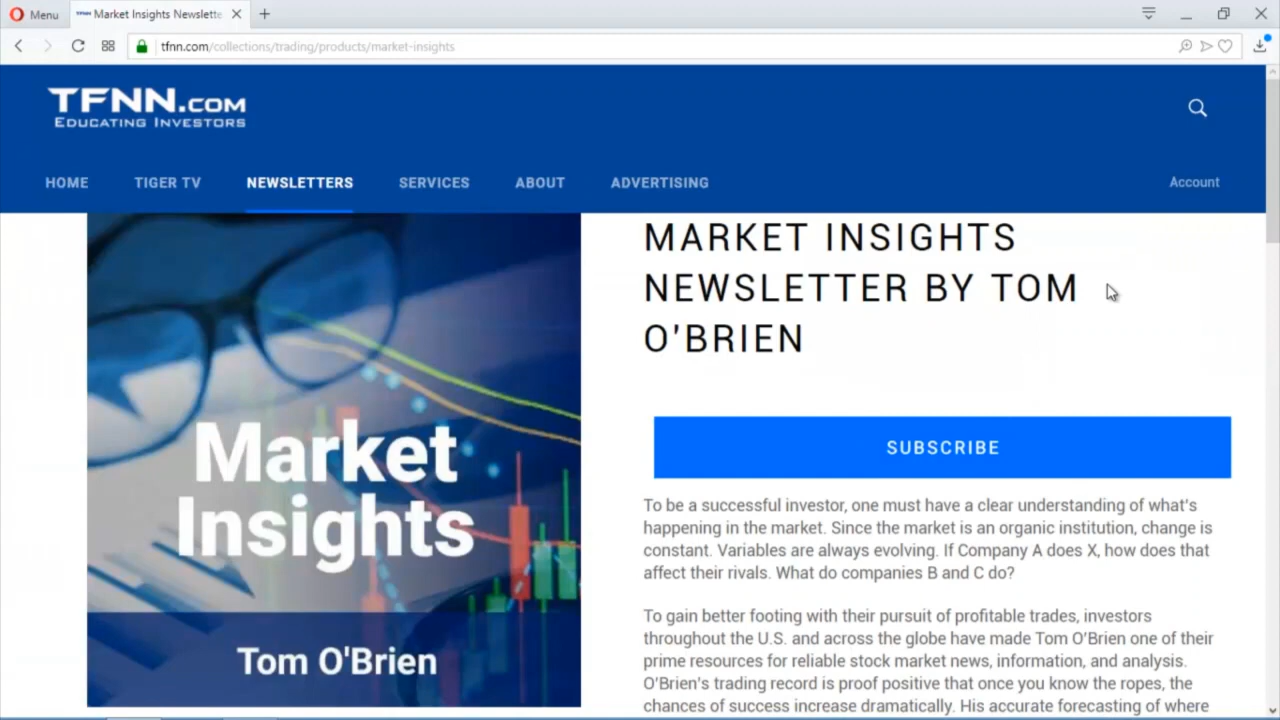 Menu
TFNN Market Insights Newslette
tfnn.com/collections/trading/products/market-insights
TFNN.COM
EDUCATING INVESTORS
HOME TIGER TV NEWSLETTERS SERVICES ABOUT ADVERTISING Account
Market
Insights
Tom O'Brien
MARKET INSIGHTS
NEWSLETTER BY TOM
O'BRIEN
SUBSCRIBE
To be a successful investor, one must have a clear understanding of what's
happening in the market. Since the market is an organic institution, change is
constant. Variables are always evolving. If Company A does X, how does that
affect their rivals. What do companies B and C do?
To gain better footing with their pursuit of profitable trades, investors
throughout the U.S. and across the globe have made Tom O'Brien one of their
prime resources for reliable stock market news, information, and analysis.
O'Brien's trading record is proof positive that once you know the ropes, the
chances of success increase dramatically. His accurate forecasting of where